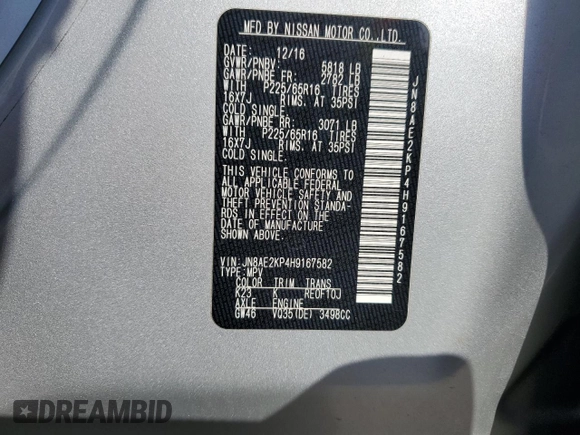 MFD BY NISSAN MOTOR CO.,LTD.
DATE: 12/16
GVWR/PNBV: 5818 LB
GAWR/PNBE FR: 2792 LB
WITH P225/65R16 TIRES
16X7J RIMS. AT 35PSI
COLD SINGLE.
GAWR/PNBE RR: 3071 LB
WITH P225/65R16 TIRES
16X7J RIMS. AT 35PSI
COLD SINGLE.
THIS VEHICLE CONFORMS TO
ALL APPLICABLE FEDERAL
MOTOR VEHICLE SAFETY AND
THEFT PREVENTION STANDA-
RDS IN EFFECT ON THE
DATE OF MANUFACTURE
SHOWN ABOVE.
VIN: JN8AE2KP4H9167582
TYPE: MPV
COLOR TRIM TRANS
K23 K RE0F10J
AXLE ENGINE
GW46 VQ35(DE) 3498CC
JN8AE2KP4H9167582
DREAMBID